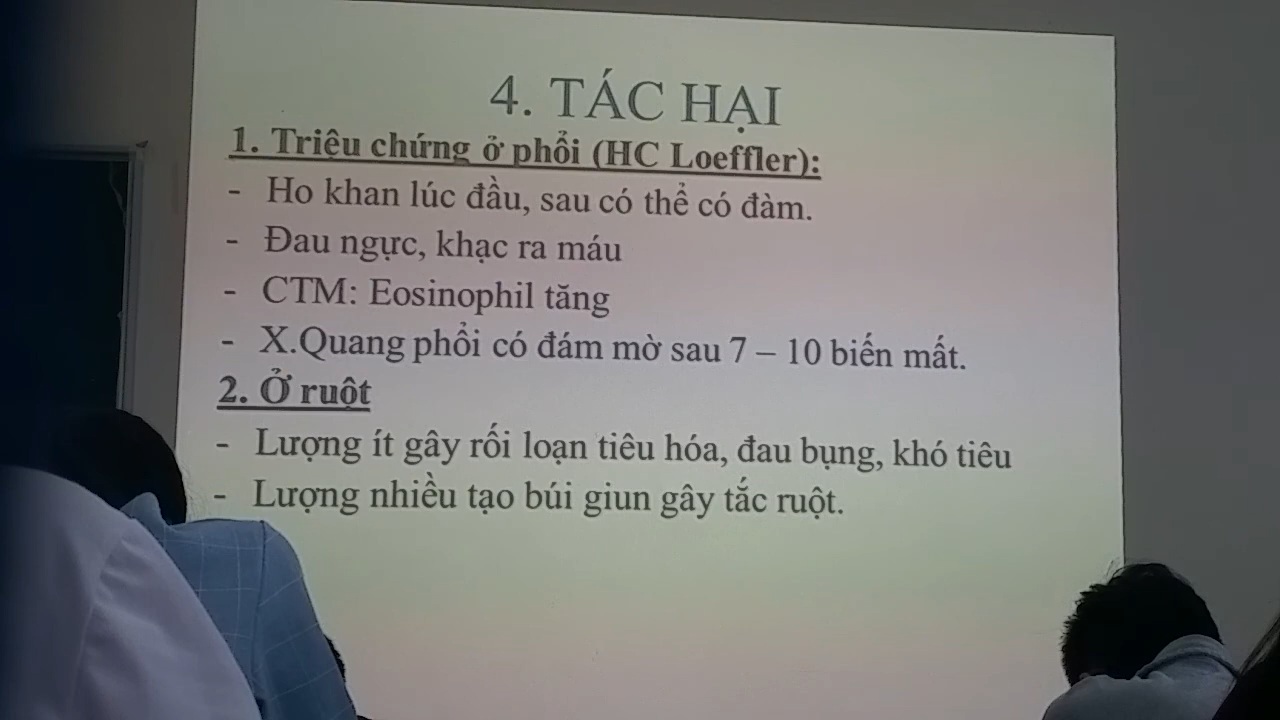 4. TÁC HẠI
1. Triệu chứng ở phổi (HC Loeffler):
- Ho khan lúc đầu, sau có thể có đàm.
- Đau ngực, khạc ra máu
- CTM: Eosinophil tăng
- X.Quang phổi có đám mờ sau 7 – 10 biến mất.
2. Ở ruột
- Lượng ít gây rối loạn tiêu hóa, đau bụng, khó tiêu
- Lượng nhiều tạo búi giun gây tắc ruột.